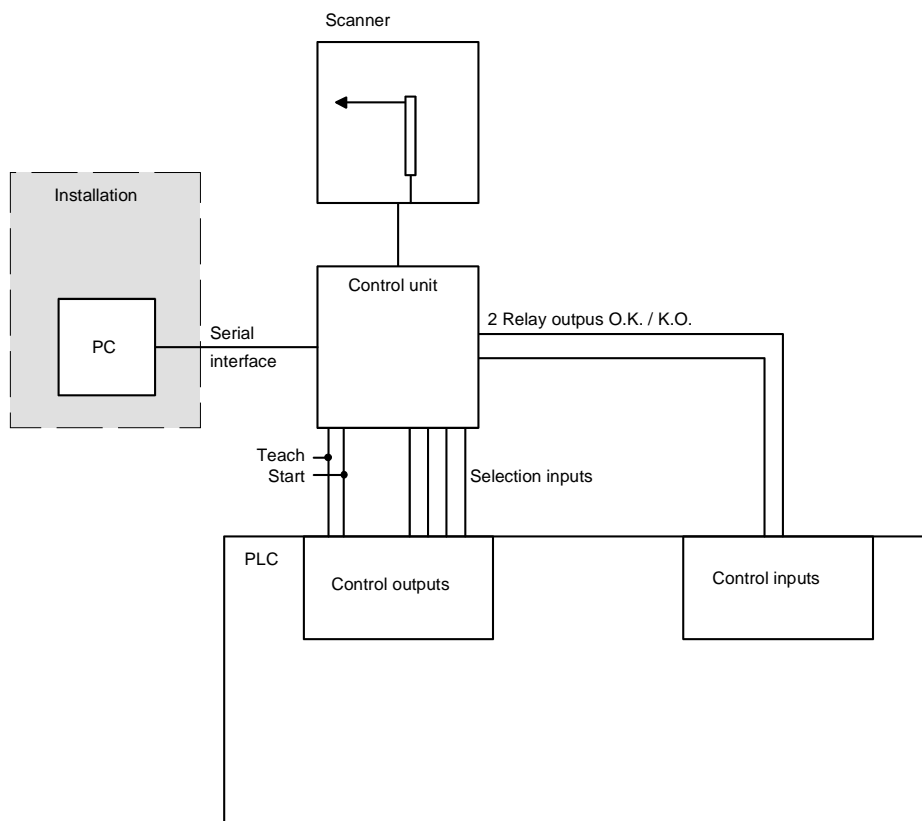 Scanner
Installation
Control unit
2 Relay outpus O.K. / K.O.
PC
Serial
interface
Teach
Start
Selection inputs
PLC
Control outputs
Control inputs